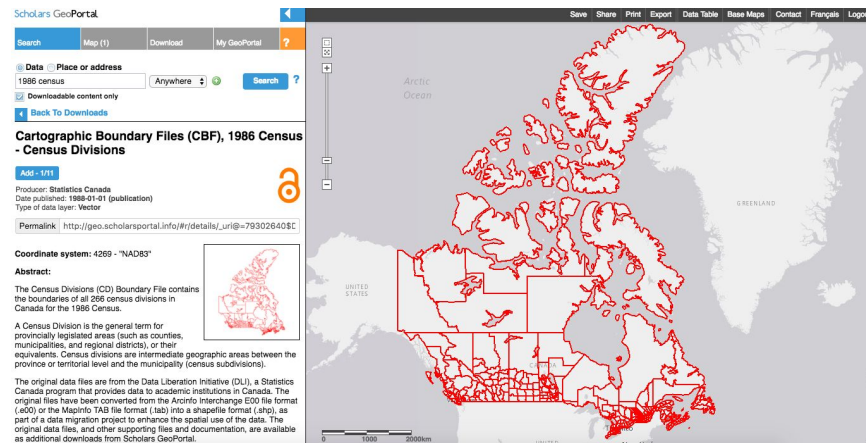 Scholars GeoPortal
Save Share Print Export Data Table Base Maps Contact Français Logout
Search Map (1) Download My GeoPortal ?
Data Place or address
1986 census Anywhere Search ?
Downloadable content only
Back To Downloads
Cartographic Boundary Files (CBF), 1986 Census
- Census Divisions
Add - 1/11
Producer: Statistics Canada
Date published: 1988-01-01 (publication)
Type of data layer: Vector
Permalink http://geo.scholarsportal.info/#r/details/_uri@=79302640$D
Coordinate system: 4269 - "NAD83"
Abstract:
The Census Divisions (CD) Boundary File contains
the boundaries of all 266 census divisions in
Canada for the 1986 Census.
A Census Division is the general term for
provincially legislated areas (such as counties,
municipalities, and regional districts), or their
equivalents. Census divisions are intermediate geographic areas between the
province or territorial level and the municipality (census subdivisions).
The original data files are from the Data Liberation Initiative (DLI), a Statistics
Canada program that provides data to academic institutions in Canada. The
original files have been converted from the Arcinfo Interchange E00 file format
(.e00) or the MapInfo TAB file format (.tab) into a shapefile format (.shp), as
part of a data migration project to enhance the spatial use of the data. The
original data files, and other supporting files and documentation, are available
as additional downloads from Scholars GeoPortal.
Arctic
Ocean
GREENLAND
UNITED
STATES
CANADA
0 1000 2000km
UNITED